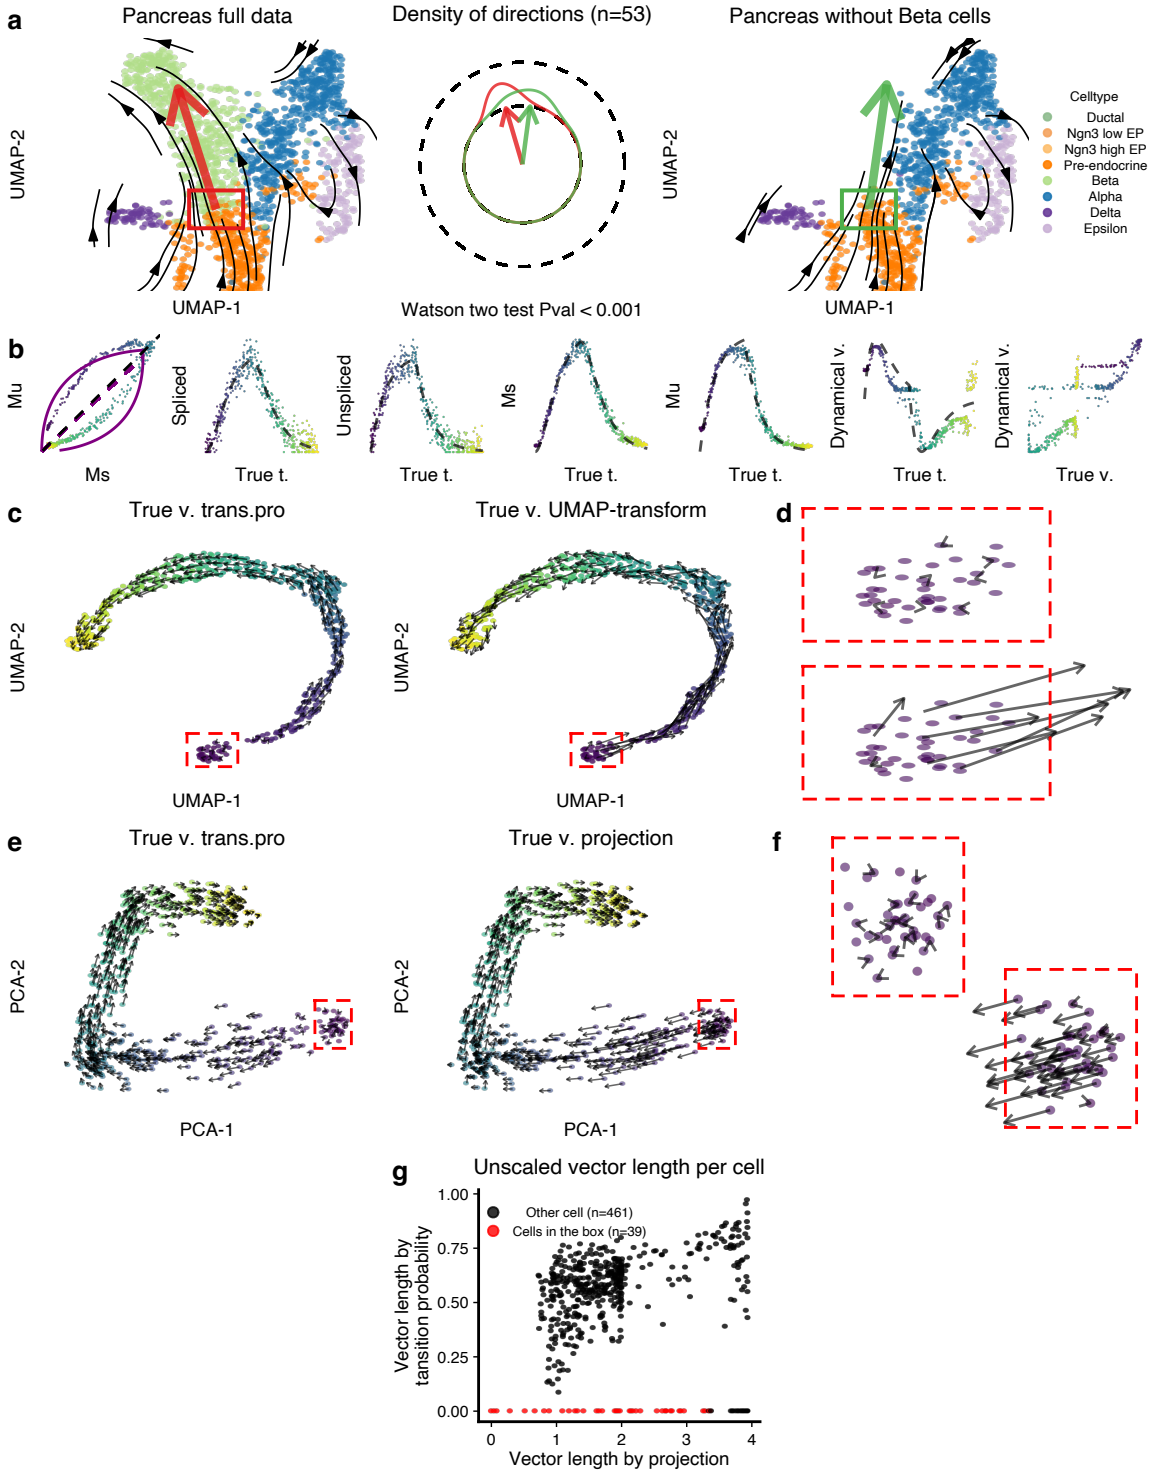 a
Pancreas full data
Density of directions (n=53)
Pancreas without Beta cells
UMAP-2
UMAP-2
Celltype
Ductal
Ngn3 low EP
Ngn3 high EP
Pre-endocrine
Beta
Alpha
Delta
Epsilon
UMAP-1
Watson two test Pval < 0.001
UMAP-1
b
Mu
Ms
Spliced
True t.
Unspliced
True t.
Ms
True t.
Mu
True t.
Dynamical v.
True t.
Dynamical v.
True v.
c
True v. trans.pro
UMAP-2
UMAP-1
True v. UMAP-transform
UMAP-2
UMAP-1
d
e
True v. trans.pro
PCA-2
PCA-1
True v. projection
PCA-2
PCA-1
f
g
Unscaled vector length per cell
Vector length by
tansition probability
1.00
0.75
0.50
0.25
0.00
Other cell (n=461)
Cells in the box (n=39)
0 1 2 3 4
Vector length by projection